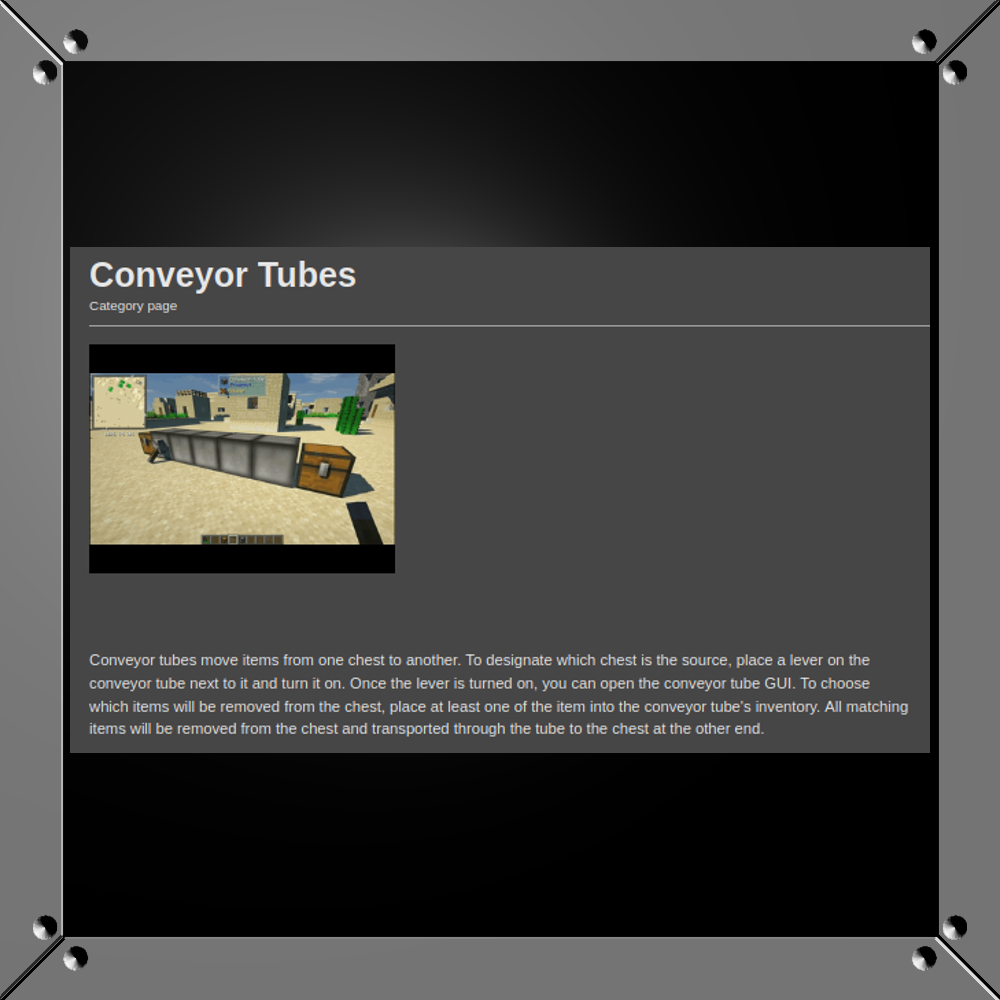 Conveyor Tubes
Category page
Conveyor tubes move items from one chest to another. To designate which chest is the source, place a lever on the
conveyor tube next to it and turn it on. Once the lever is turned on, you can open the conveyor tube GUI. To choose
which items will be removed from the chest, place at least one of the item into the conveyor tube's inventory. All matching
items will be removed from the chest and transported through the tube to the chest at the other end.